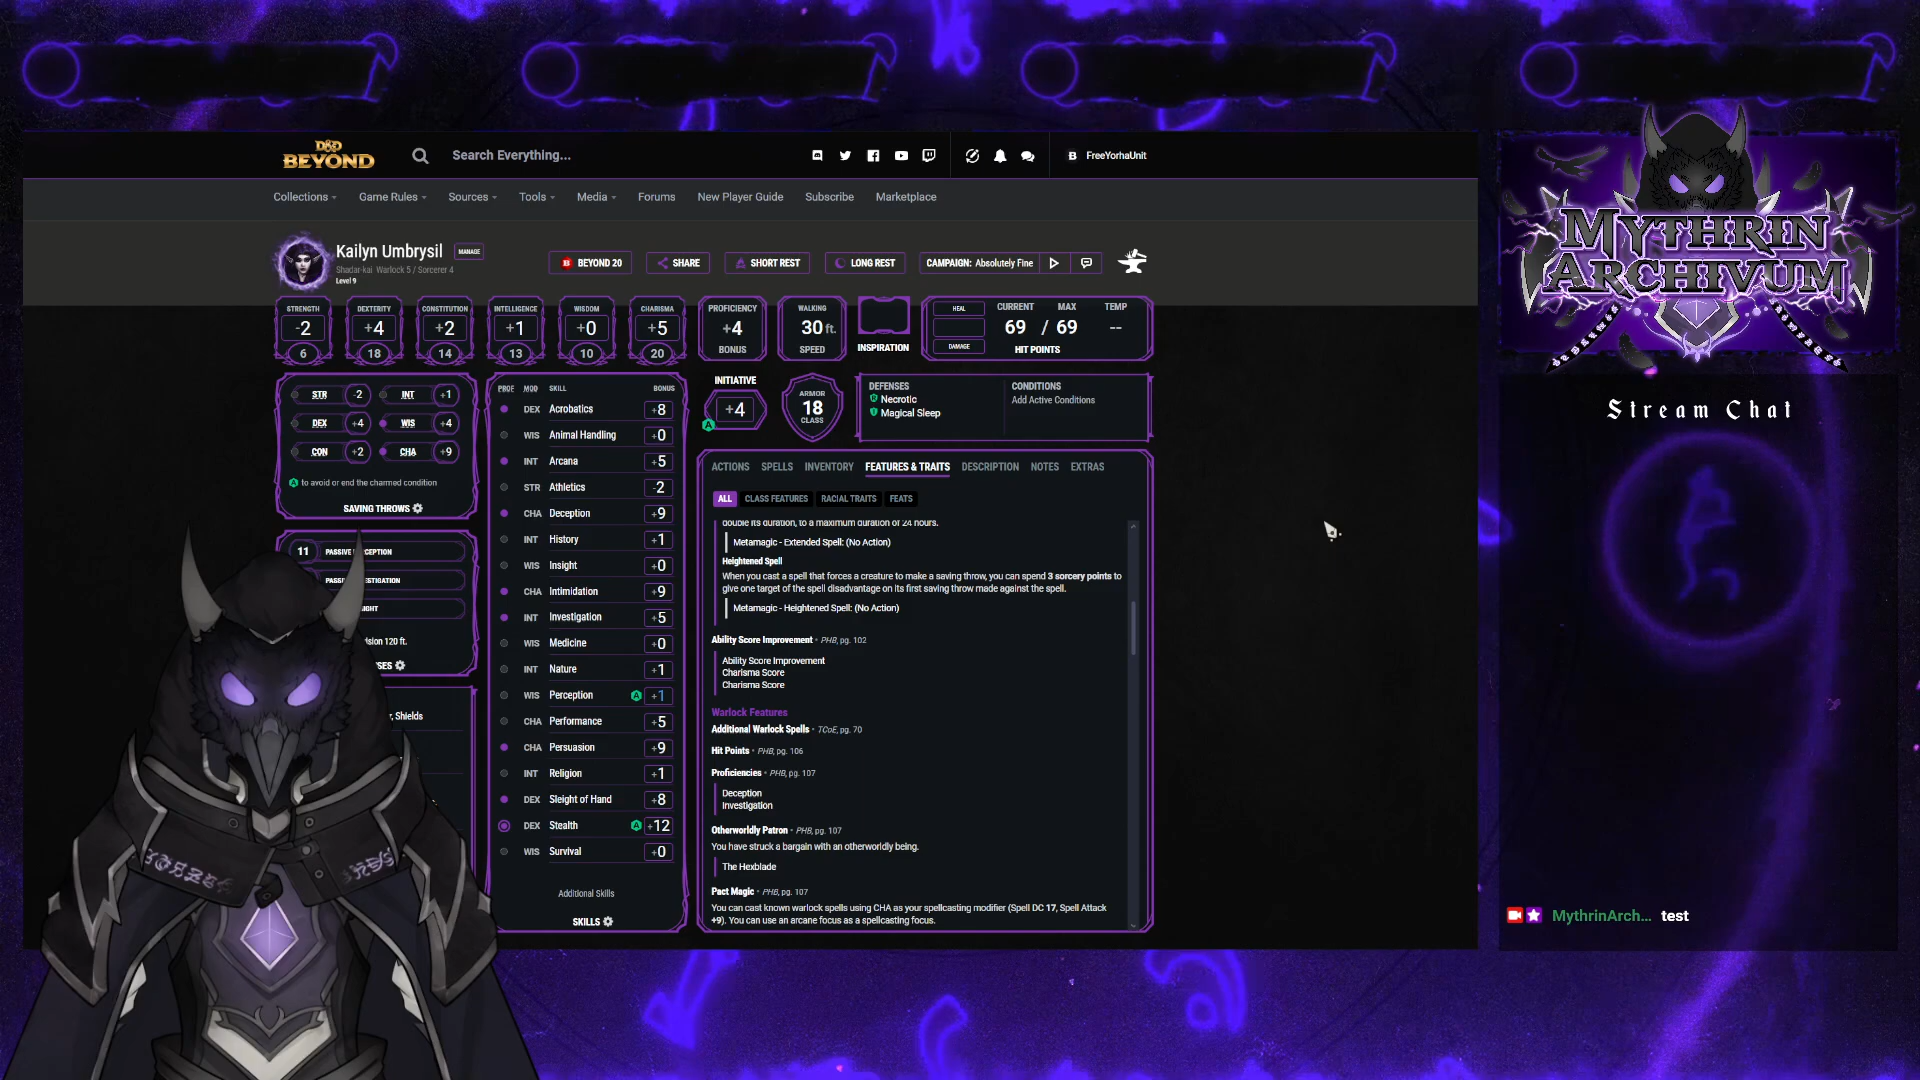 D&D
BEYOND
Search Everything...
FreeYorhaUnit
Collections
Game Rules
Sources
Tools
Media
Forums
New Player Guide
Subscribe
Marketplace
Kailyn Umbrysil
MANAGE
Shadar-kai Warlock 5 / Sorcerer 4
Level 9
BEYOND 20
SHARE
SHORT REST
LONG REST
CAMPAIGN: Absolutely Fine
STRENGTH
-2
6
DEXTERITY
+4
18
CONSTITUTION
+2
14
INTELLIGENCE
+1
13
WISDOM
+0
10
CHARISMA
+5
20
PROFICIENCY
+4
BONUS
WALKING
30 ft.
SPEED
INSPIRATION
HEAL
DAMAGE
CURRENT
69
/
MAX
69
TEMP
--
HIT POINTS
STR -2
INT +1
DEX +4
WIS +4
CON +2
CHA +9
to avoid or end the charmed condition
SAVING THROWS
11
dsion 120 ft.
, Shields
PROF MOD SKILL BONUS
DEX Acrobatics +8
WIS Animal Handling +0
INT Arcana +5
STR Athletics -2
CHA Deception +9
INT History +1
WIS Insight +0
CHA Intimidation +9
INT Investigation +5
WIS Medicine +0
INT Nature +1
WIS Perception A +1
CHA Performance +5
CHA Persuasion +9
INT Religion +1
DEX Sleight of Hand +8
DEX Stealth A +12
WIS Survival +0
Additional Skills
SKILLS
INITIATIVE
+4
A
ARMOR
18
CLASS
DEFENSES
Necrotic
Magical Sleep
CONDITIONS
Add Active Conditions
ACTIONS
SPELLS
INVENTORY
FEATURES & TRAITS
DESCRIPTION
NOTES
EXTRAS
ALL
CLASS FEATURES
RACIAL TRAITS
FEATS
double its duration, to a maximum duration of 24 hours.
Metamagic - Extended Spell: (No Action)
Heightened Spell
When you cast a spell that forces a creature to make a saving throw, you can spend 3 sorcery points to
give one target of the spell disadvantage on its first saving throw made against the spell.
Metamagic - Heightened Spell: (No Action)
Ability Score Improvement • PHB, pg. 102
Ability Score Improvement
Charisma Score
Charisma Score
Warlock Features
Additional Warlock Spells • TCoE, pg. 70
Hit Points • PHB, pg. 106
Proficiencies • PHB, pg. 107
Deception
Investigation
Otherworldly Patron • PHB, pg. 107
You have struck a bargain with an otherworldly being.
The Hexblade
Pact Magic • PHB, pg. 107
You can cast known warlock spells using CHA as your spellcasting modifier (Spell DC 17, Spell Attack
+9). You can use an arcane focus as a spellcasting focus.
MYTHRIN
ARCHIVUM
Stream Chat
MythrinArch... test